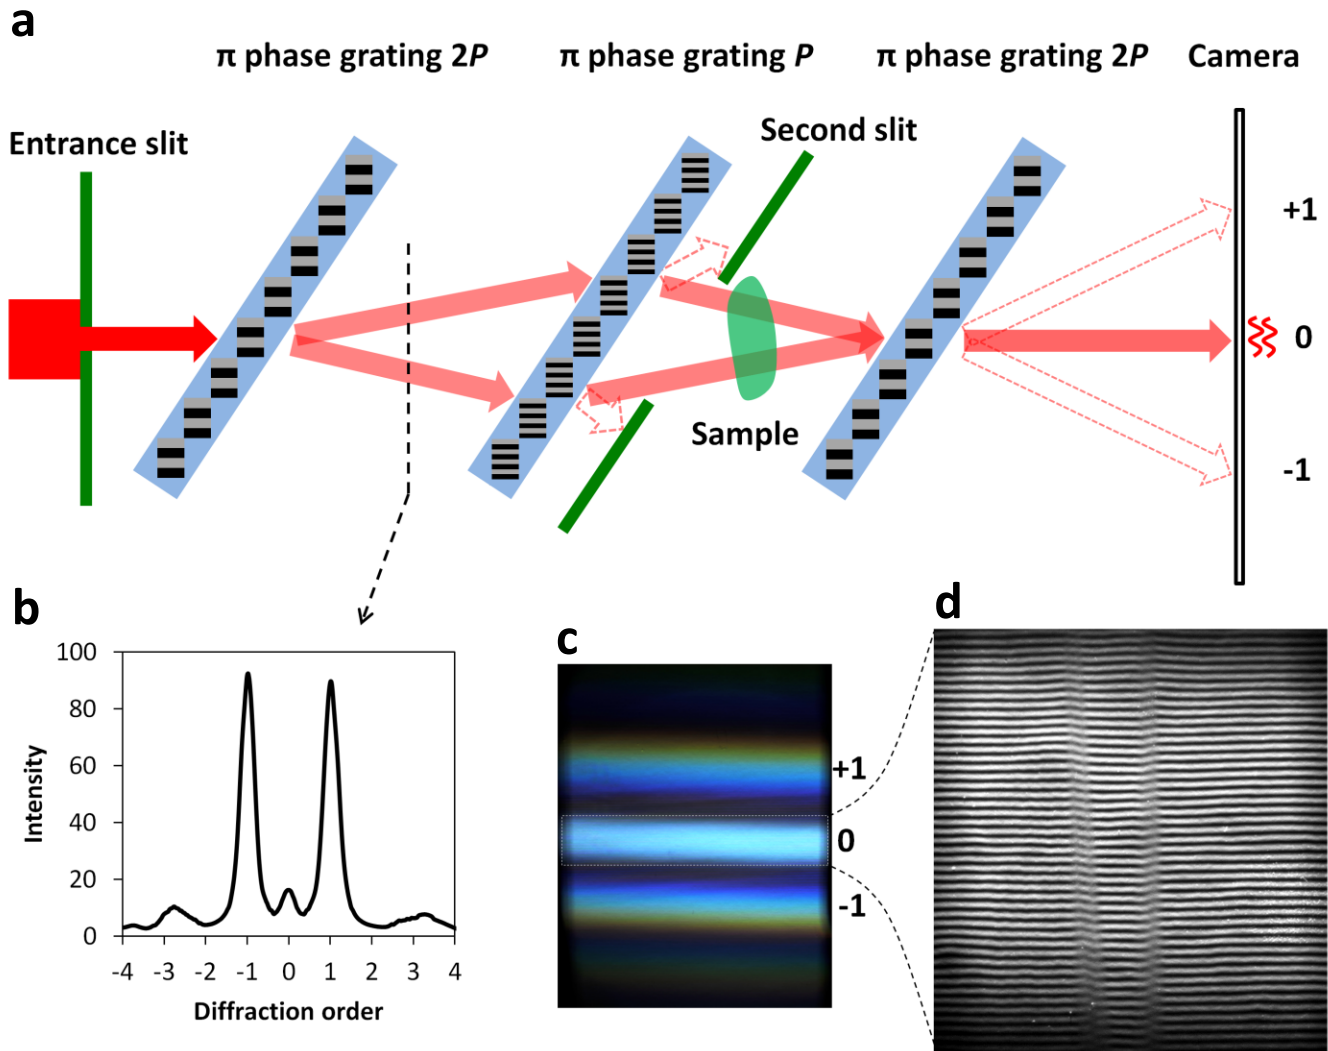 a
π phase grating 2P
π phase grating P
π phase grating 2P
Camera
Entrance slit
Second slit
+1
0
-1
Sample
b
Intensity
100
80
60
40
20
0
-4 -3 -2 -1 0 1 2 3 4
Diffraction order
c
+1
0
-1
d